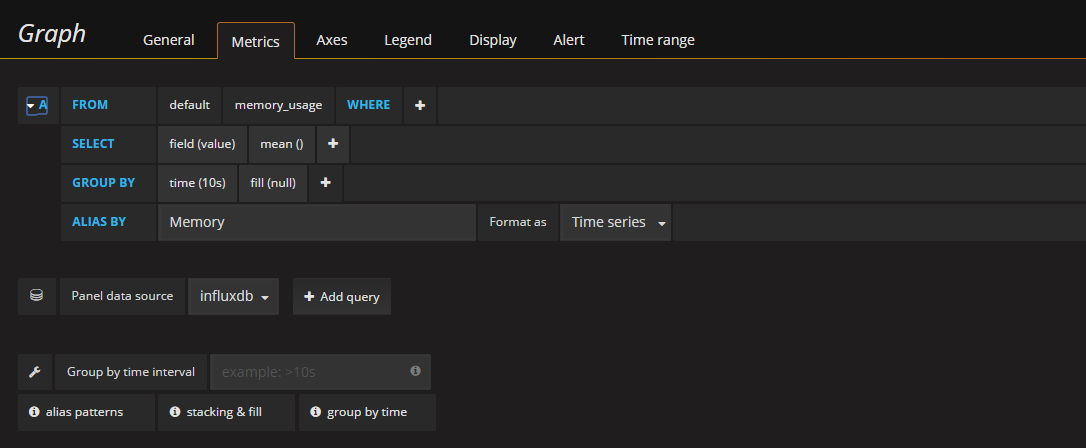 Graph General Metrics Axes Legend Display Alert Time range
A FROM default memory_usage WHERE +
SELECT field (value) mean () +
GROUP BY time (10s) fill (null) +
ALIAS BY Memory Format as Time series
Panel data source influxdb + Add query
Group by time interval example: >10s
alias patterns stacking & fill group by time